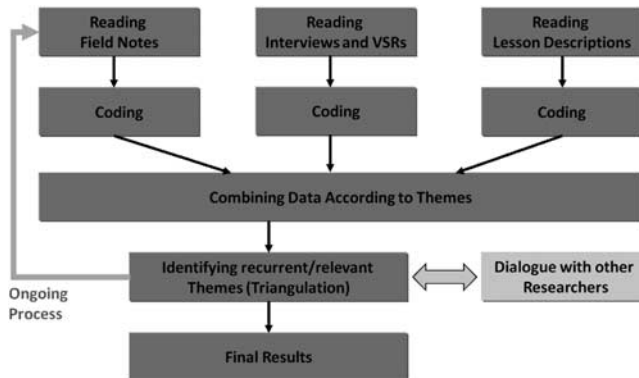 Reading
Field Notes
Reading
Interviews and VSRs
Reading
Lesson Descriptions
Coding
Coding
Coding
Combining Data According to Themes
Identifying recurrent/relevant
Themes (Triangulation)
Dialogue with other
Researchers
Ongoing
Process
Final Results